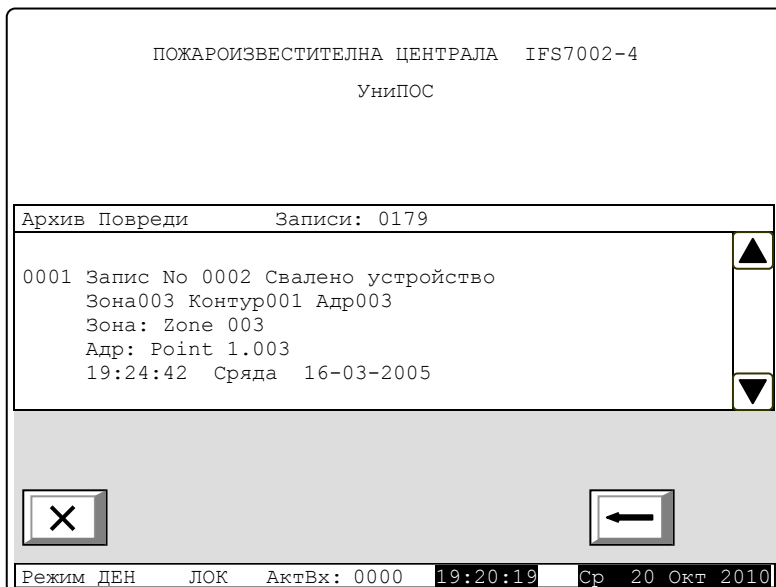 ПОЖАРОИЗВЕСТИТЕЛНА ЦЕНТРАЛА IFS7002-4
УниПОС
Архив Повреди Записи: 0179
0001 Запис No 0002 Свалено устройство
Зона003 Контур001 Адр003
Зона: Zone 003
Адр: Point 1.003
19:24:42 Сряда 16-03-2005
Режим ДЕН ЛОК АктВх: 0000 19:20:19 Ср 20 Окт 2010